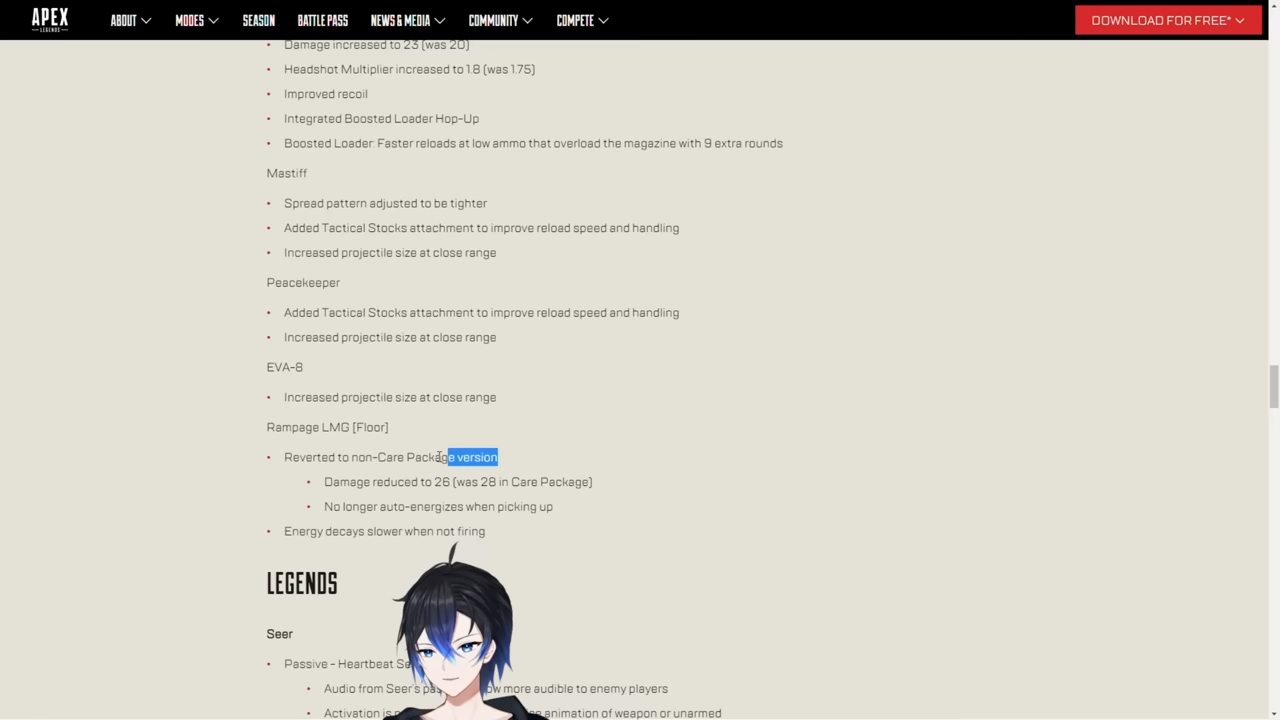 APEX
LEGENDS
ABOUT
MODES
SEASON
BATTLE PASS
NEWS & MEDIA
COMMUNITY
COMPETE
DOWNLOAD FOR FREE*
Damage increased to 23 (was 20)
Headshot Multiplier increased to 1.8 (was 1.75)
Improved recoil
Integrated Boosted Loader Hop-Up
Boosted Loader: Faster reloads at low ammo that overload the magazine with 9 extra rounds
Mastiff
Spread pattern adjusted to be tighter
Added Tactical Stocks attachment to improve reload speed and handling
Increased projectile size at close range
Peacekeeper
Added Tactical Stocks attachment to improve reload speed and handling
Increased projectile size at close range
EVA-8
Increased projectile size at close range
Rampage LMG [Floor]
Reverted to non-Care Package version
Damage reduced to 26 (was 28 in Care Package)
No longer auto-energizes when picking up
Energy decays slower when not firing
LEGENDS
Seer
Passive - Heartbeat
Audio from Seer's more audible to enemy players
Activation is animation of weapon or unarmed